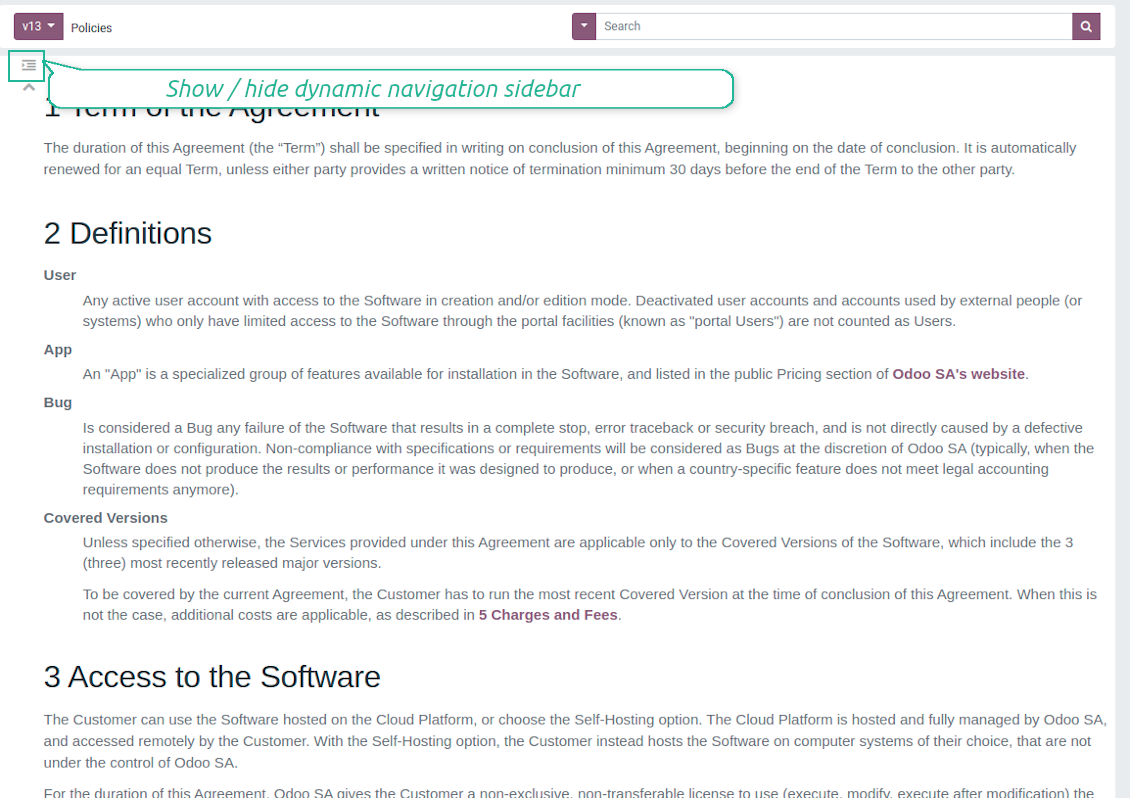 v13 Policies Search
Show / hide dynamic navigation sidebar
1 Term of the Agreement
The duration of this Agreement (the “Term”) shall be specified in writing on conclusion of this Agreement, beginning on the date of conclusion. It is automatically
renewed for an equal Term, unless either party provides a written notice of termination minimum 30 days before the end of the Term to the other party.
2 Definitions
User
Any active user account with access to the Software in creation and/or edition mode. Deactivated user accounts and accounts used by external people (or
systems) who only have limited access to the Software through the portal facilities (known as "portal Users") are not counted as Users.
App
An "App" is a specialized group of features available for installation in the Software, and listed in the public Pricing section of Odoo SA's website.
Bug
Is considered a Bug any failure of the Software that results in a complete stop, error traceback or security breach, and is not directly caused by a defective
installation or configuration. Non-compliance with specifications or requirements will be considered as Bugs at the discretion of Odoo SA (typically, when the
Software does not produce the results or performance it was designed to produce, or when a country-specific feature does not meet legal accounting
requirements anymore).
Covered Versions
Unless specified otherwise, the Services provided under this Agreement are applicable only to the Covered Versions of the Software, which include the 3
(three) most recently released major versions.
To be covered by the current Agreement, the Customer has to run the most recent Covered Version at the time of conclusion of this Agreement. When this is
not the case, additional costs are applicable, as described in 5 Charges and Fees.
3 Access to the Software
The Customer can use the Software hosted on the Cloud Platform, or choose the Self-Hosting option. The Cloud Platform is hosted and fully managed by Odoo SA,
and accessed remotely by the Customer. With the Self-Hosting option, the Customer instead hosts the Software on computer systems of their choice, that are not
under the control of Odoo SA.
For the duration of this Agreement, Odoo SA gives the Customer a non-exclusive, non-transferable license to use (execute, modify, execute after modification) the